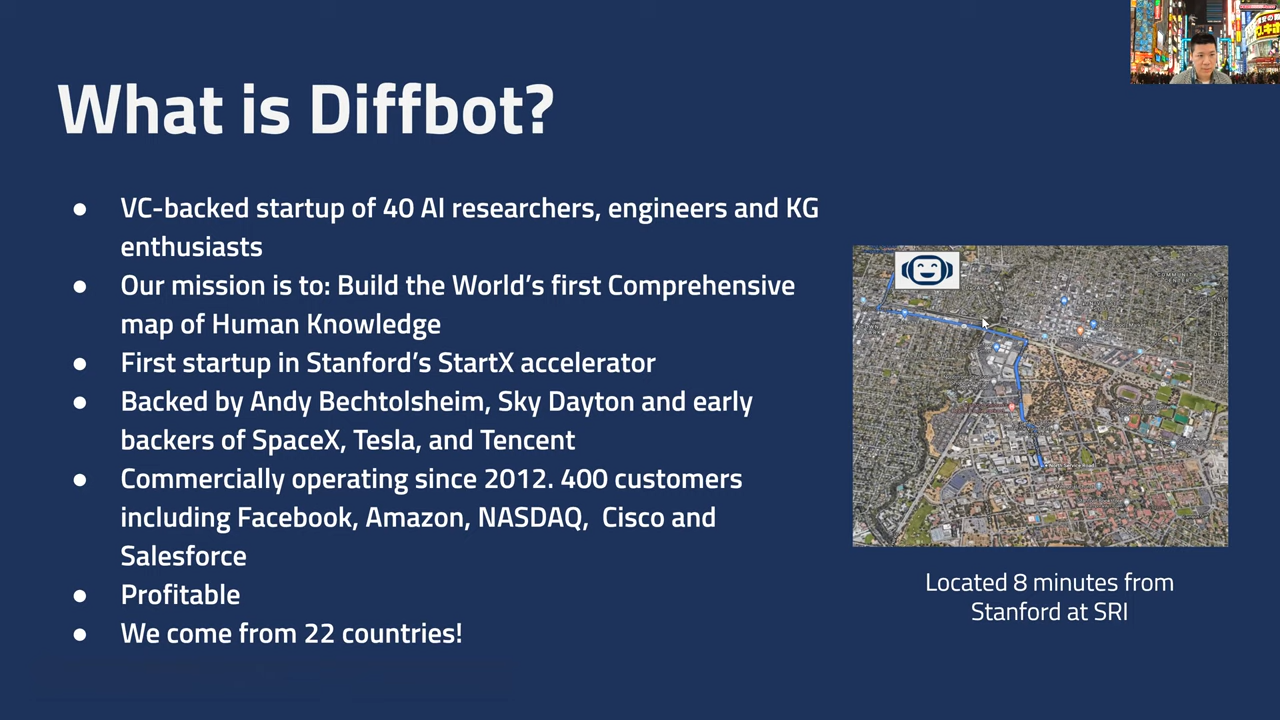 What is Diffbot?
● VC-backed startup of 40 AI researchers, engineers and KG
enthusiasts
● Our mission is to: Build the World's first Comprehensive
map of Human Knowledge
● First startup in Stanford's StartX accelerator
● Backed by Andy Bechtolsheim, Sky Dayton and early
backers of SpaceX, Tesla, and Tencent
● Commercially operating since 2012. 400 customers
including Facebook, Amazon, NASDAQ,  Cisco and
Salesforce
● Profitable
● We come from 22 countries!
North Service Road
Located 8 minutes from
Stanford at SRI